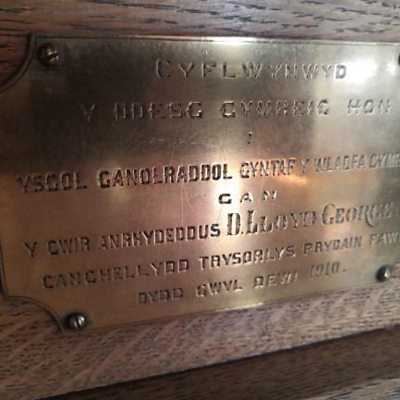 CYFLWYNWYD
Y DDESG GYMREIG HON
I
YSGOL GANOLRADDOL GYNTAF Y WLADFA GYMR
GAN
Y GWIR ANRHYDEDDUS D. LLOYD GEORGE
CANGHELLYDD TRYSORLYS PRYDAIN FAW
DYDD GWYL DEWI 1910.